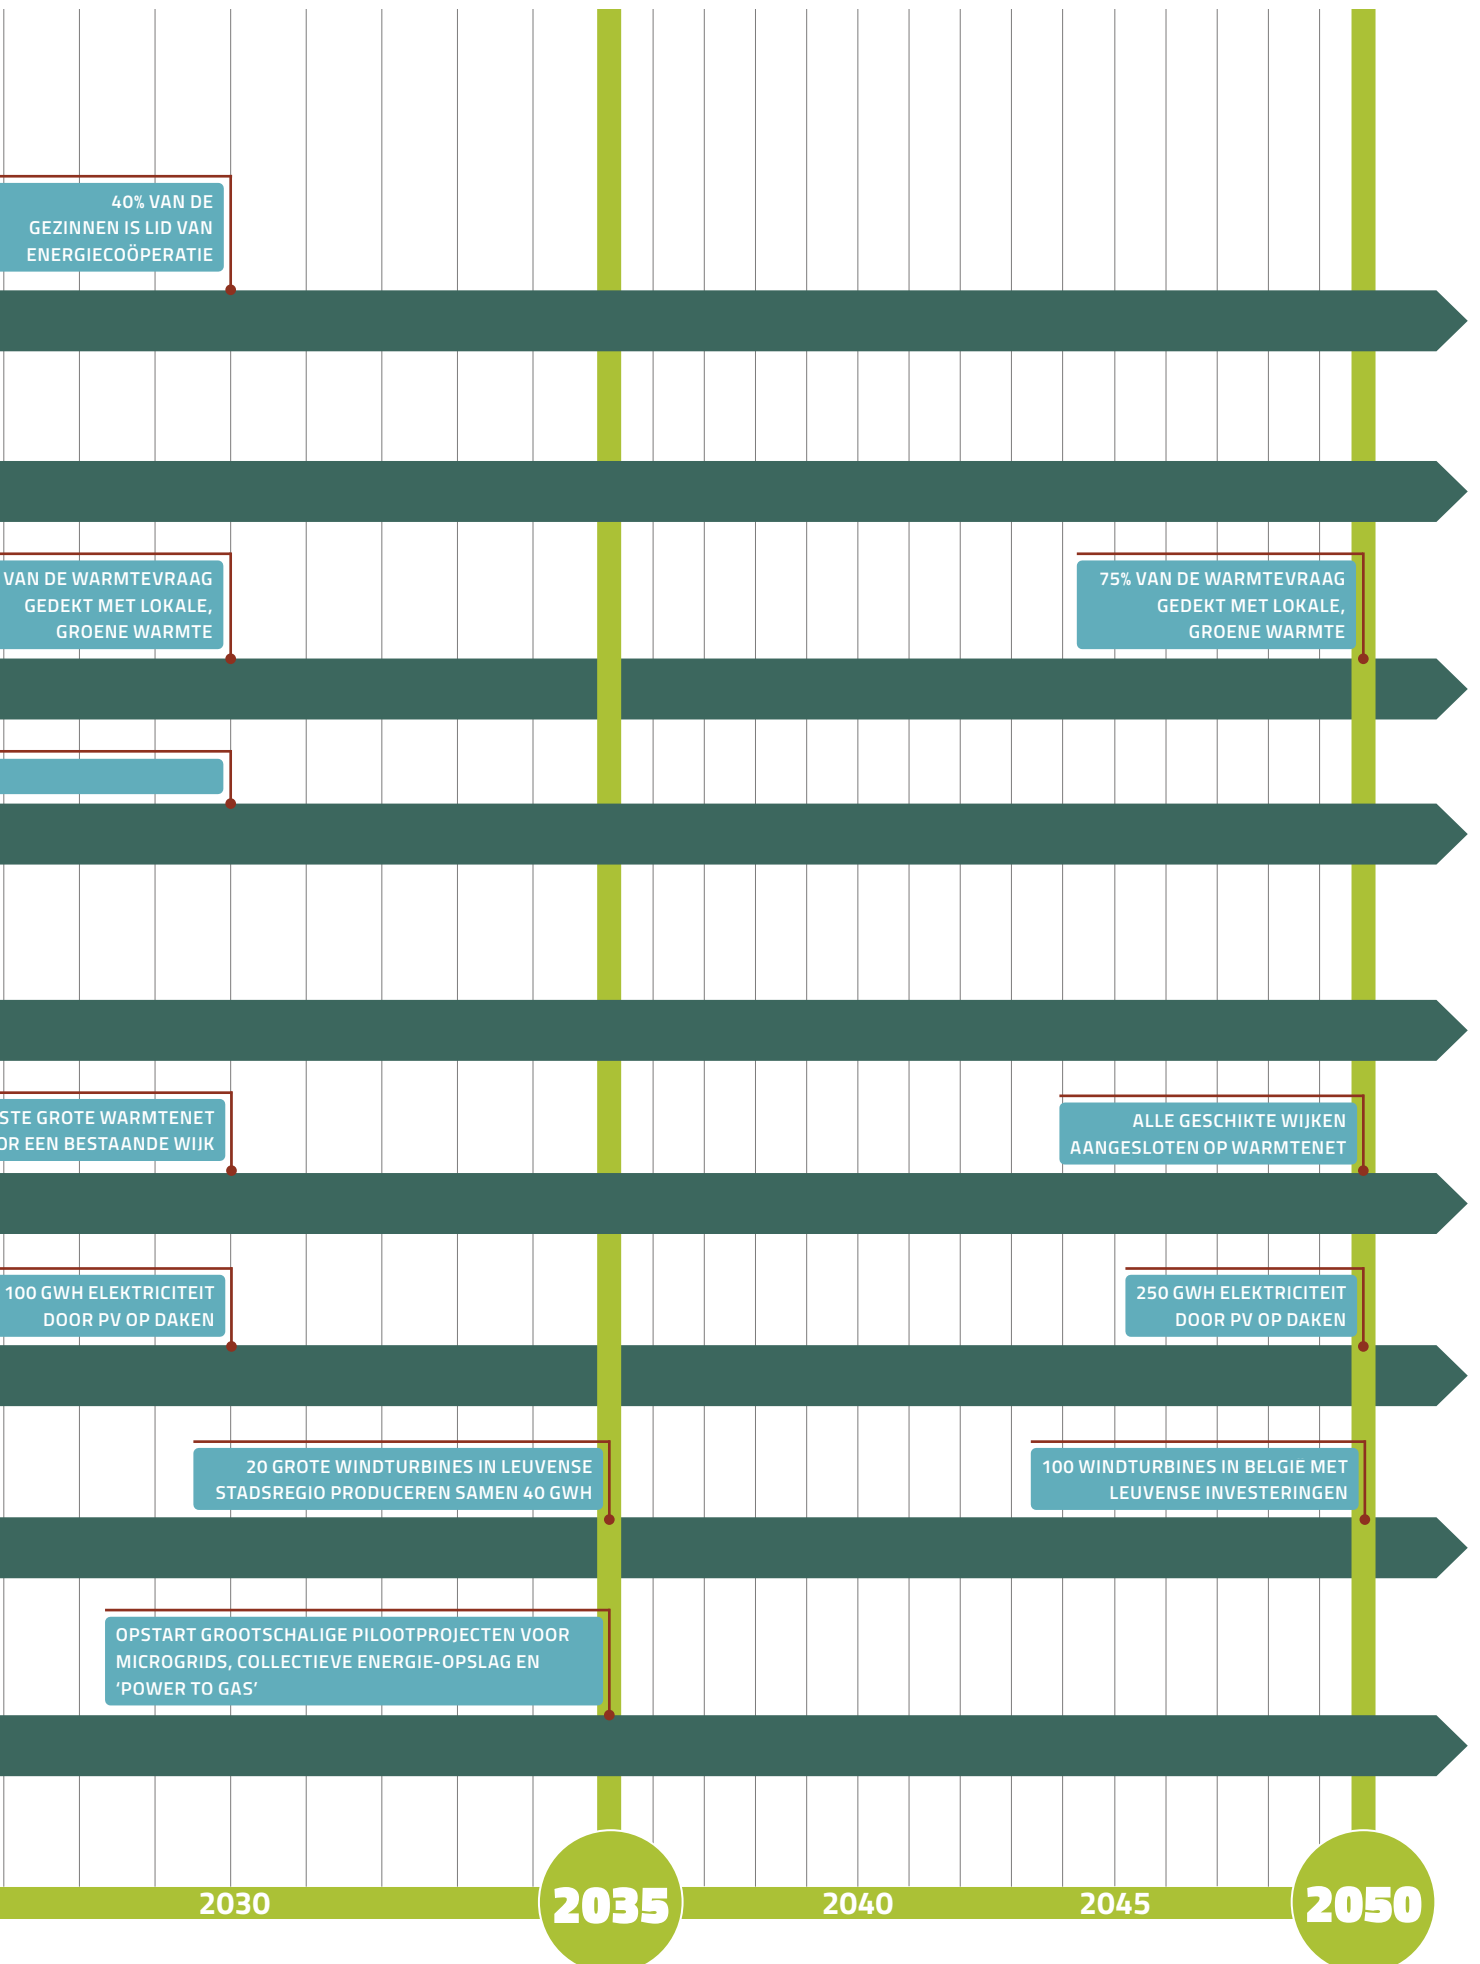 40% VAN DE
GEZINNEN IS LID VAN
ENERGIECOÖPERATIE
VAN DE WARMTEVRAAG
GEDEKT MET LOKALE,
GROENE WARMTE
75% VAN DE WARMTEVRAAG
GEDEKT MET LOKALE,
GROENE WARMTE
STE GROTE WARMTENET
OR EEN BESTAANDE WIJK
ALLE GESCHIKTE WIJKEN
AANGESLOTEN OP WARMTENET
100 GWH ELEKTRICITEIT
DOOR PV OP DAKEN
250 GWH ELEKTRICITEIT
DOOR PV OP DAKEN
20 GROTE WINDTURBINES IN LEUVENSE
STADSREGIO PRODUCEREN SAMEN 40 GWH
100 WINDTURBINES IN BELGIE MET
LEUVENSE INVESTERINGEN
OPSTART GROOTSCHALIGE PILOOTPROJECTEN VOOR
MICROGRIDS, COLLECTIEVE ENERGIE-OPSLAG EN
‘POWER TO GAS’
2030
2035
2040
2045
2050